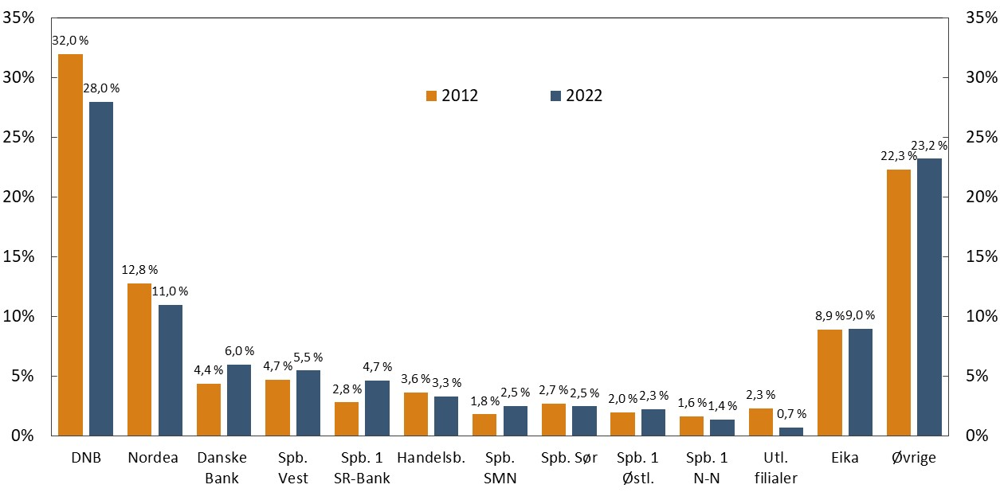 35%
30%
25%
20%
15%
10%
5%
0%
35%
30%
25%
20%
15%
10%
5%
0%
2012
2022
32,0 %
28,0 %
12,8 %
11,0 %
4,4 %
6,0 %
4,7 %
5,5 %
2,8 %
4,7 %
3,6 %
3,3 %
1,8 %
2,5 %
2,7 %
2,5 %
2,0 %
2,3 %
1,6 %
1,4 %
2,3 %
0,7 %
8,9 %
9,0 %
22,3 %
23,2 %
DNB
Nordea
Danske
Bank
Spb.
Vest
Spb. 1
SR-Bank
Handelsb.
Spb.
SMN
Spb. Sør
Spb. 1
Østl.
Spb. 1
N-N
Utl.
filialer
Eika
Øvrige